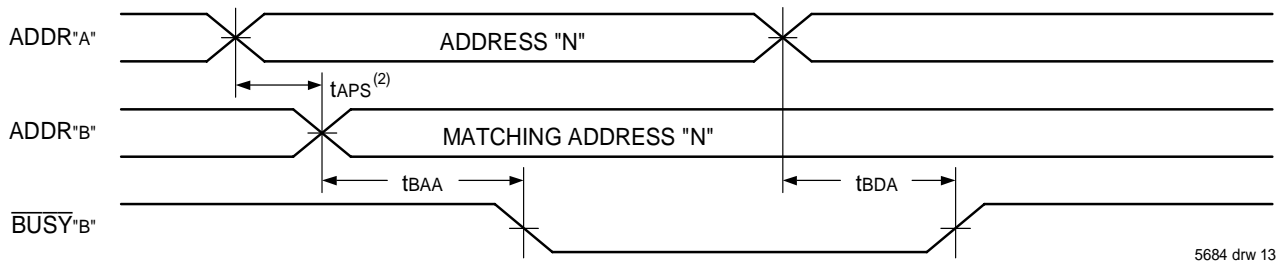 ADDR"A"
ADDRESS "N"
tAPS(2)
ADDR"B"
MATCHING ADDRESS "N"
tBAA
tBDA
BUSY"B"
5684 drw 13